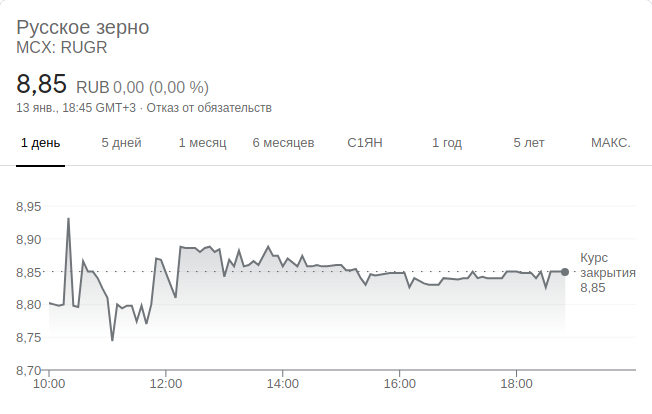 Русское зерно
MCX: RUGR
8,85 RUB 0,00 (0,00 %)
13 янв., 18:45 GMT+3 · Отказ от обязательств
1 день 5 дней 1 месяц 6 месяцев С1ЯН 1 год 5 лет МАКС.
8,95
8,90
8,85
8,80
8,75
8,70
Курс
закрытия
8,85
10:00 12:00 14:00 16:00 18:00